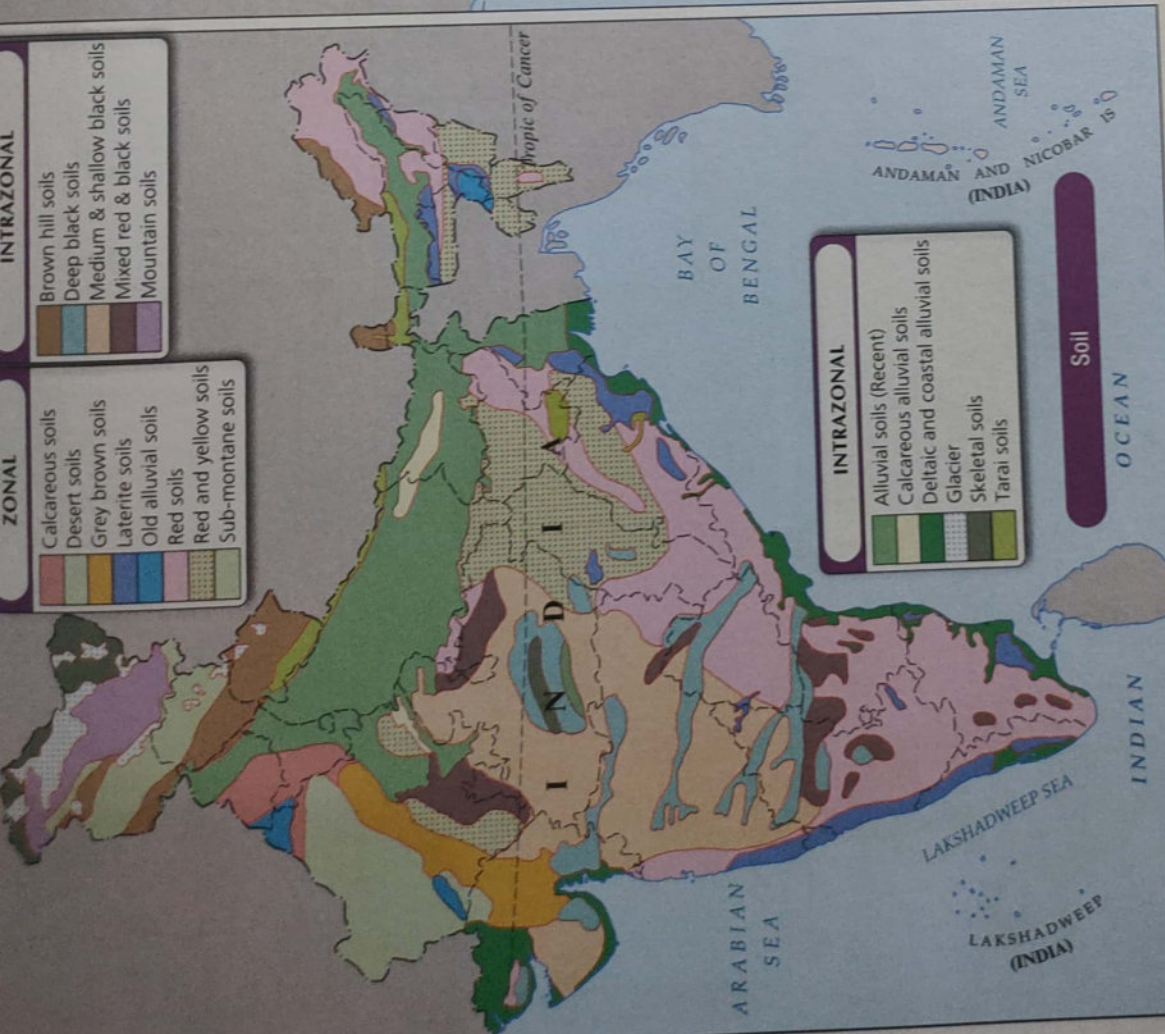 ZONAL
Calcareous soils
Desert soils
Grey brown soils
Laterite soils
Old alluvial soils
Red soils
Red and yellow soils
Sub-montane soils
INTRAZONAL
Brown hill soils
Deep black soils
Medium & shallow black soils
Mixed red & black soils
Mountain soils
Tropic of Cancer
I N D I A
ARABIAN
SEA
BAY
OF
BENGAL
ANDAMAN
SEA
ANDAMAN AND NICOBAR IS
(INDIA)
LAKSHADWEEP SEA
LAKSHADWEEP
(INDIA)
INDIAN OCEAN
INTRAZONAL
Alluvial soils (Recent)
Calcareous alluvial soils
Deltaic and coastal alluvial soils
Glacier
Skeletal soils
Tarai soils
Soil